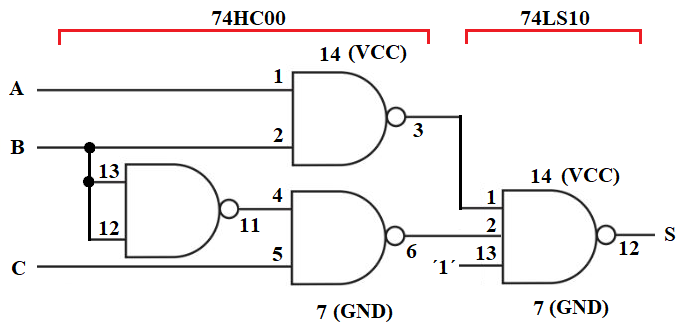 74HC00 74LS10
14 (VCC)
A 1
3
B 2
13 14 (VCC)
12 11 4 1
2
C 5 6 13 12 S
´1´
7 (GND) 7 (GND)